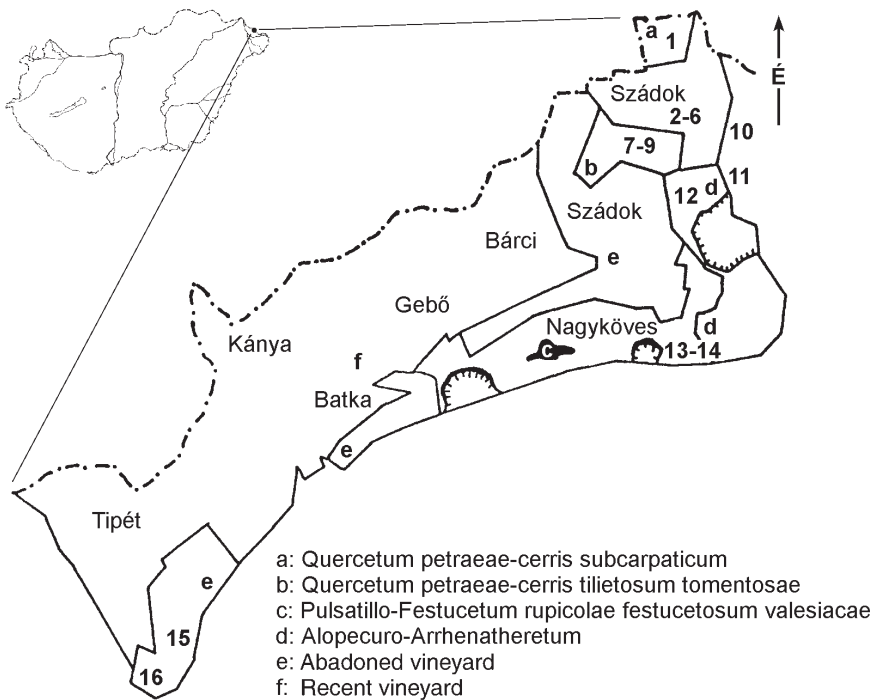 a
1
É
Szádok
2-6
10
7-9
b
11
12 d
Szádok
Bárci
e
Gebő
Nagyköves
d
Kánya
c
13-14
f
Batka
e
Tipét
e
15
16
a: Quercetum petraeae-cerris subcarpaticum
b: Quercetum petraeae-cerris tilietosum tomentosae
c: Pulsatillo-Festucetum rupicolae festucetosum valesiacae
d: Alopecuro-Arrhenatheretum
e: Abadoned vineyard
f: Recent vineyard